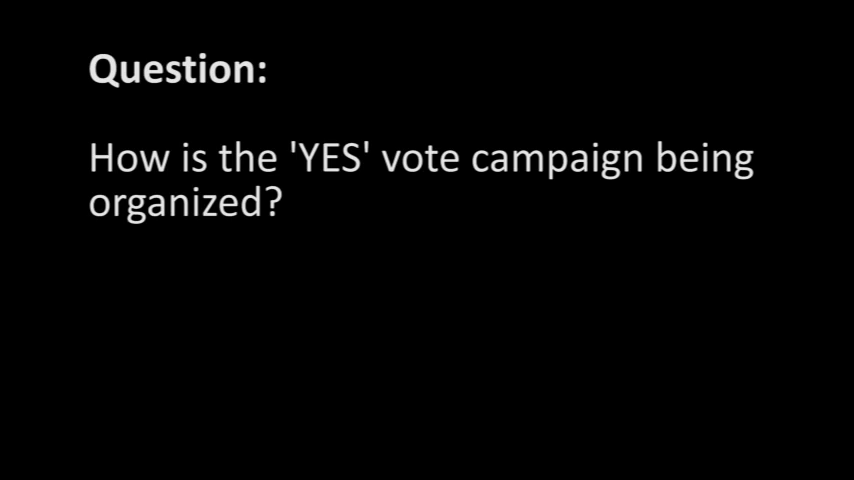 Question:
How is the 'YES' vote campaign being
organized?